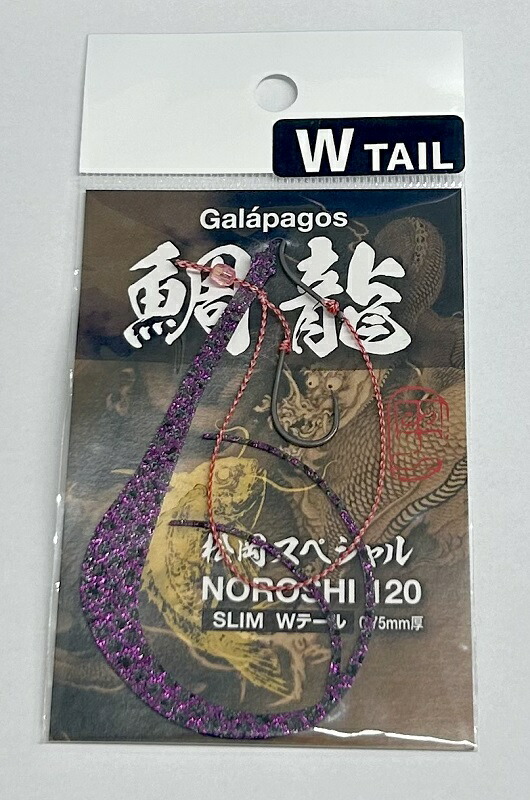 W TAIL
Galápagos
鯛龍
松岡スペシャル
NOROSHI 120
SLIM Wテール 0.75mm厚